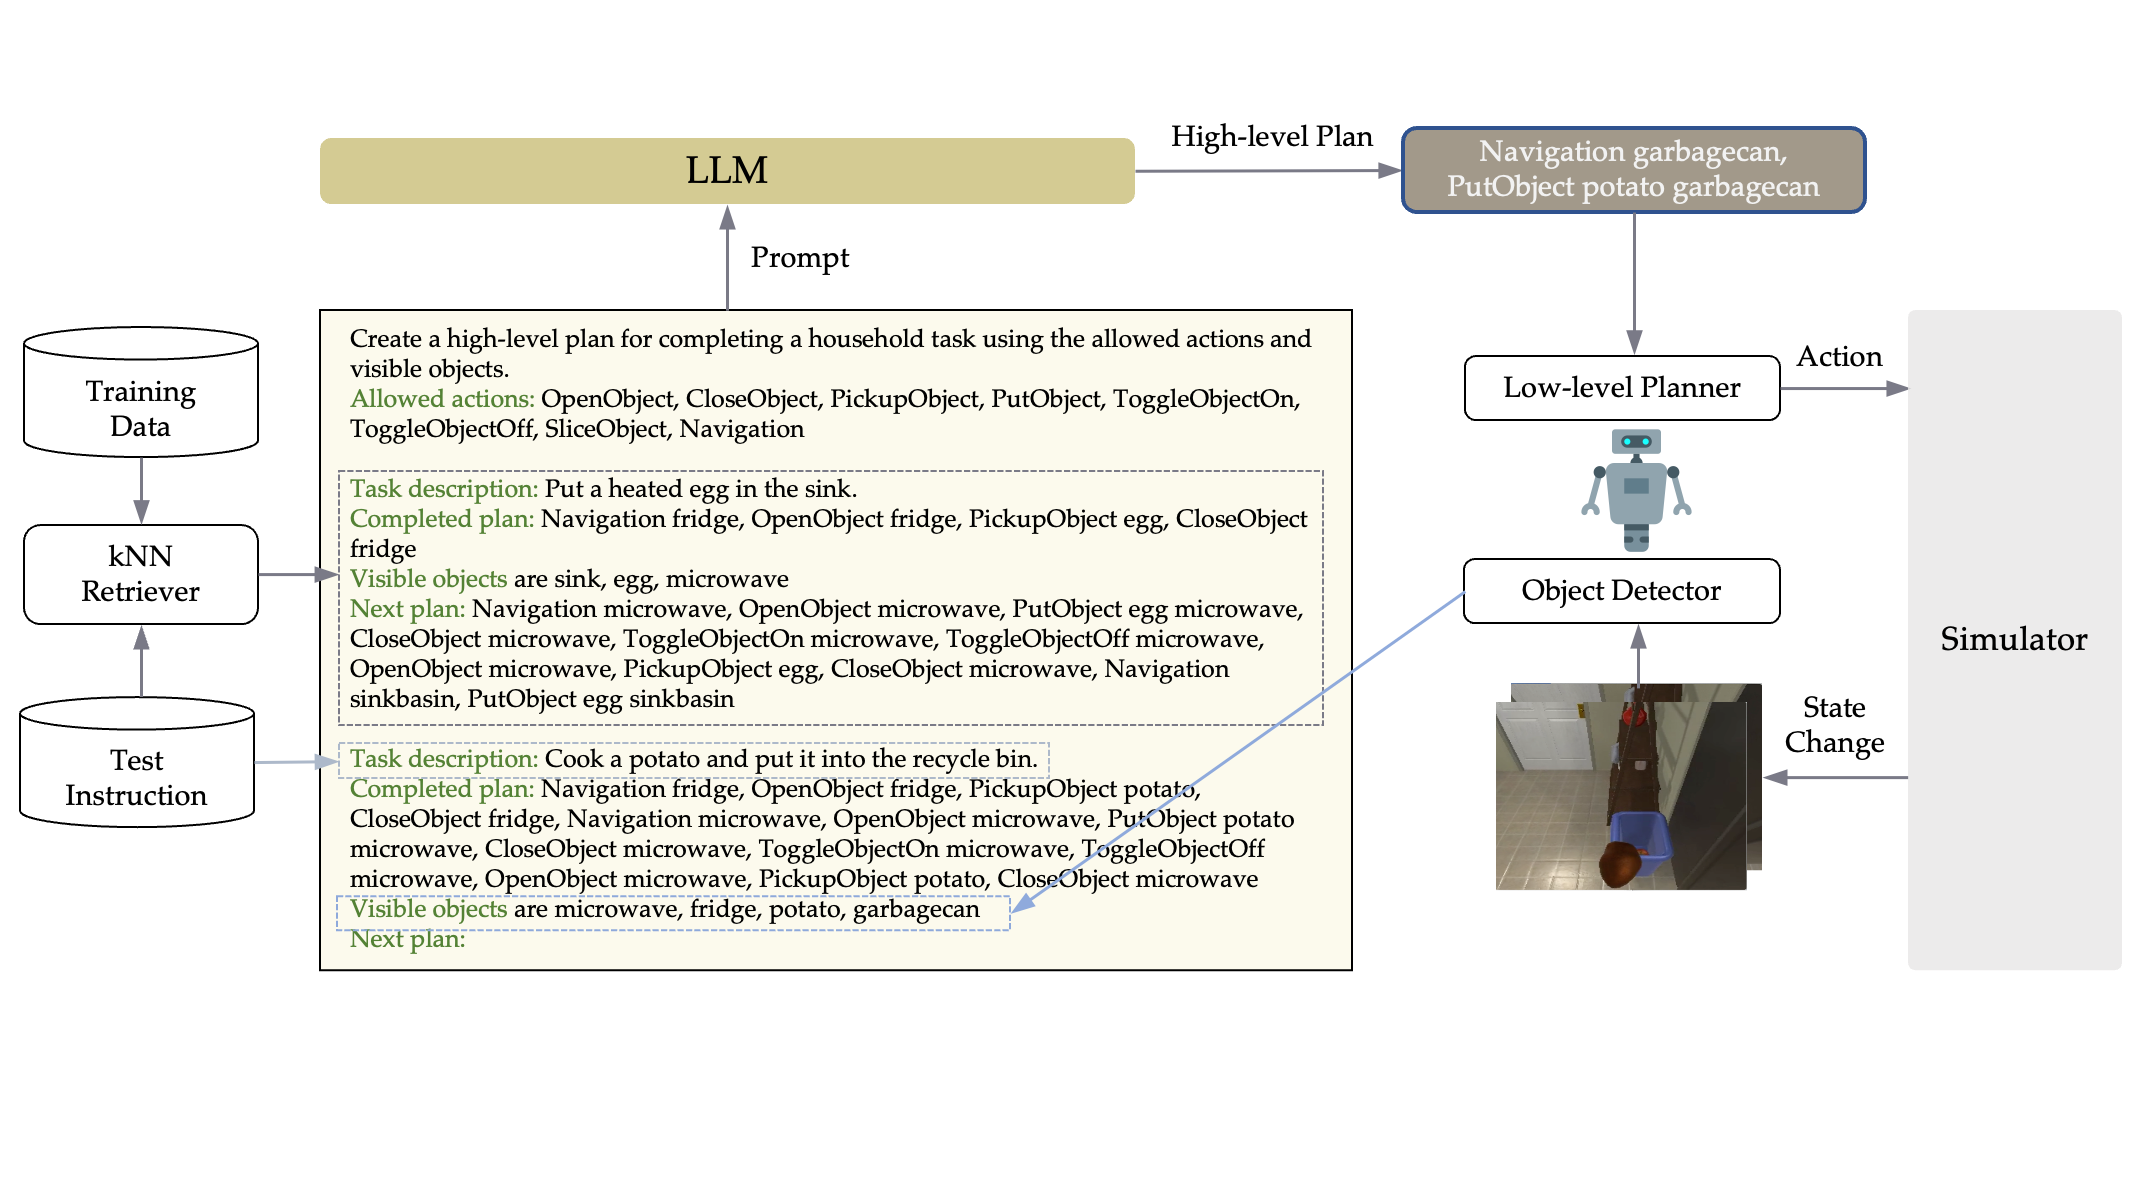 LLM
High-level Plan
Navigation garbagecan,
PutObject potato garbagecan
Prompt
Training
Data
kNN
Retriever
Test
Instruction
Create a high-level plan for completing a household task using the allowed actions and
visible objects.
Allowed actions: OpenObject, CloseObject, PickupObject, PutObject, ToggleObjectOn,
ToggleObjectOff, SliceObject, Navigation
Task description: Put a heated egg in the sink.
Completed plan: Navigation fridge, OpenObject fridge, PickupObject egg, CloseObject
fridge
Visible objects are sink, egg, microwave
Next plan: Navigation microwave, OpenObject microwave, PutObject egg microwave,
CloseObject microwave, ToggleObjectOn microwave, ToggleObjectOff microwave,
OpenObject microwave, PickupObject egg, CloseObject microwave, Navigation
sinkbasin, PutObject egg sinkbasin
Task description: Cook a potato and put it into the recycle bin.
Completed plan: Navigation fridge, OpenObject fridge, PickupObject potato,
CloseObject fridge, Navigation microwave, OpenObject microwave, PutObject potato
microwave, CloseObject microwave, ToggleObjectOn microwave, ToggleObjectOff
microwave, OpenObject microwave, PickupObject potato, CloseObject microwave
Visible objects are microwave, fridge, potato, garbagecan
Next plan:
Low-level Planner
Action
Object Detector
State
Change
Simulator